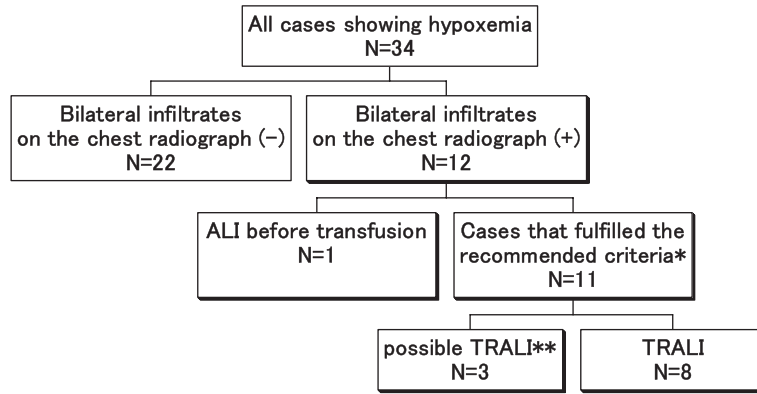 All cases showing hypoxemia
N=34
Bilateral infiltrates
on the chest radiograph (−)
N=22
Bilateral infiltrates
on the chest radiograph (+)
N=12
ALI before transfusion
N=1
Cases that fulfilled the
recommended criteria*
N=11
possible TRALI**
N=3
TRALI
N=8